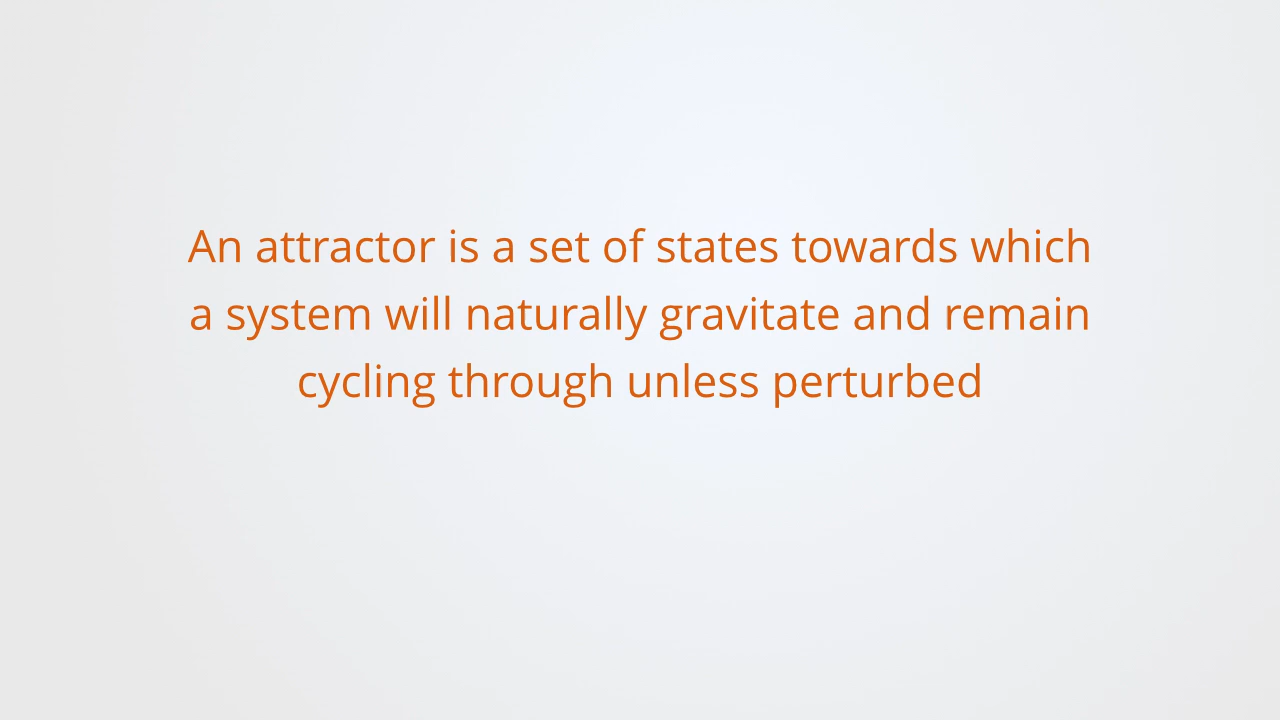 An attractor is a set of states towards which
a system will naturally gravitate and remain
cycling through unless perturbed